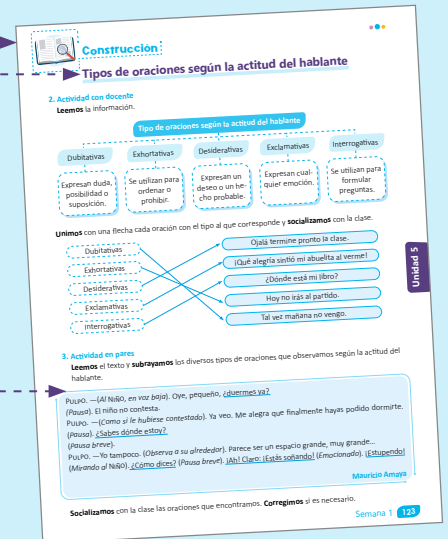 Construcción
Tipos de oraciones según la actitud del hablante
2. Actividad con docente
Leemos la información.
Tipo de oraciones según la actitud del hablante
Dubitativas
Exhortativas
Desiderativas
Exclamativas
Interrogativas
Expresan duda,
posibilidad o
suposición.
Se utilizan para
ordenar o
prohibir.
Expresan un
deseo o un he-
cho probable.
Expresan cual-
quier emoción.
Se utilizan para
formular
preguntas.
Unimos con una flecha cada oración con el tipo al que corresponde y socializamos con la clase.
Dubitativas
Exhortativas
Desiderativas
Exclamativas
Interrogativas
Ojalá termine pronto la clase.
¡Qué alegría sintió mi abuelita al verme!
¿Dónde está mi libro?
Hoy no irás al partido.
Tal vez mañana no vengo.
Unidad 5
3. Actividad en pares
Leemos el texto y subrayamos los diversos tipos de oraciones que observamos según la actitud del
hablante.
PULPO. —(Al NIÑO, en voz baja). Oye, pequeño, ¿duermes ya?
(Pausa). El niño no contesta.
PULPO. —(Como si le hubiese contestado). Ya veo. Me alegra que finalmente hayas podido dormirte.
(Pausa). ¿Sabes dónde estoy?
(Pausa breve).
PULPO. —Yo tampoco. (Observa a su alrededor). Parece ser un espacio grande, muy grande...
(Mirando al NIÑO). ¿Cómo dices? (Pausa breve). ¡Ah! Claro: ¡Estás soñando! (Emocionado). ¡Estupendo!
Mauricio Amaya
Socializamos con la clase las oraciones que encontramos. Corregimos si es necesario.
Semana 1 123